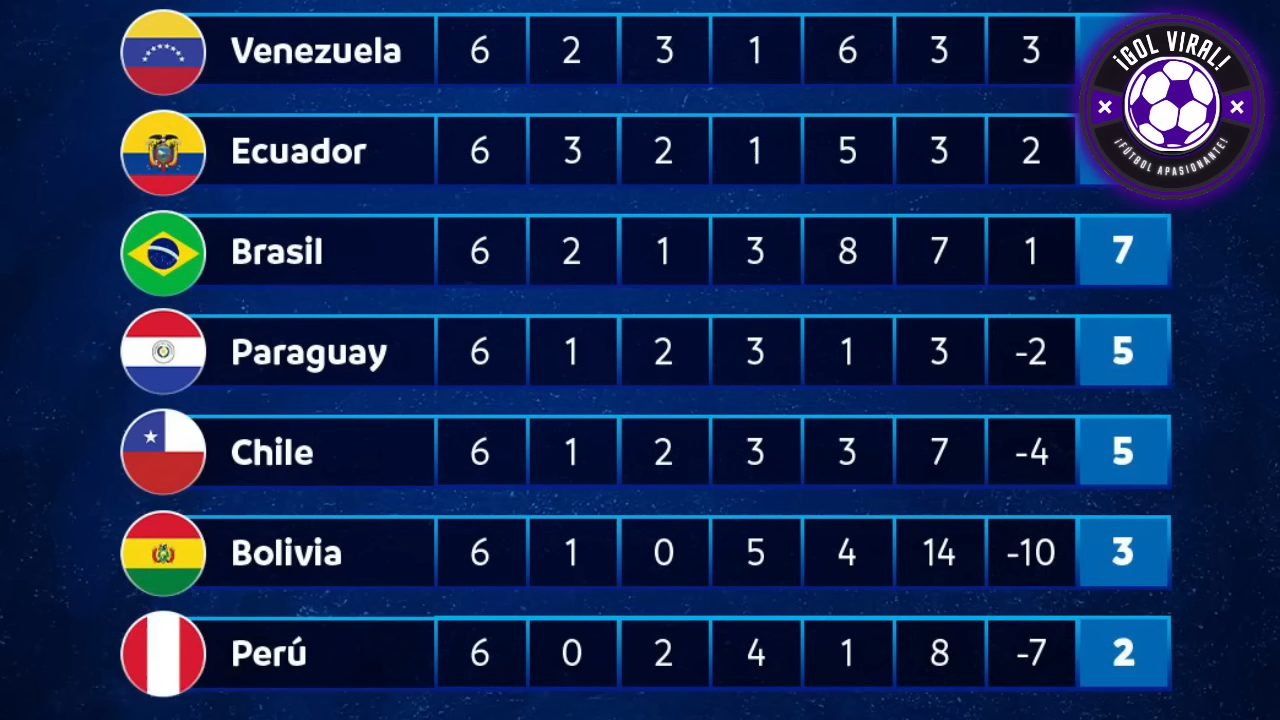 Venezuela 6 2 3 1 6 3 3
¡GOL VIRAL!
¡FÚTBOL APASIONANTE!
Ecuador 6 3 2 1 5 3 2
Brasil 6 2 1 3 8 7 1 7
Paraguay 6 1 2 3 1 3 -2 5
Chile 6 1 2 3 3 7 -4 5
Bolivia 6 1 0 5 4 14 -10 3
Perú 6 0 2 4 1 8 -7 2